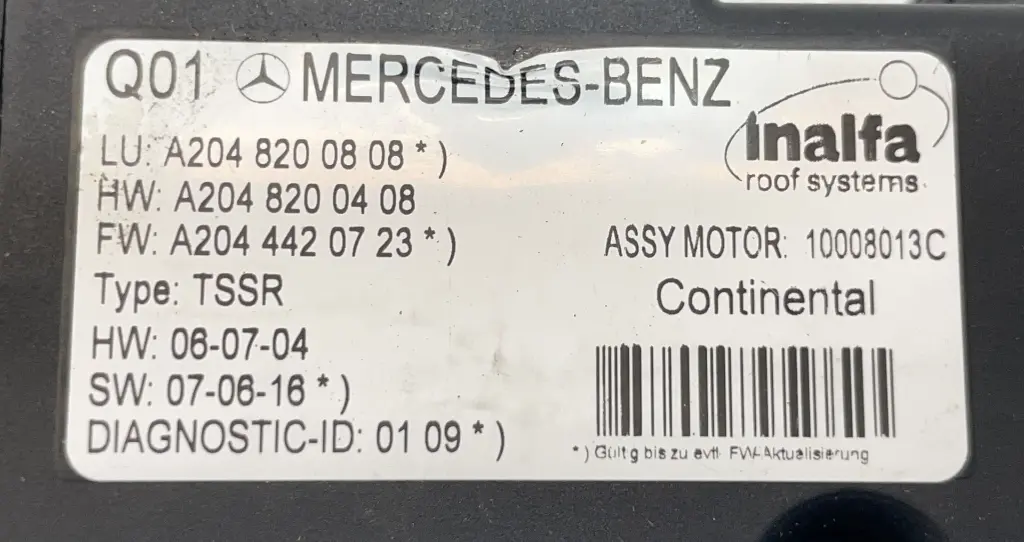 Q01 MERCEDES-BENZ
inalfa
roof systems
LU: A204 820 08 08 *)
HW: A204 820 04 08
FW: A204 442 07 23 *)
ASSY MOTOR: 10008013C
Type: TSSR
Continental
HW: 06-07-04
SW: 07-06-16 *)
DIAGNOSTIC-ID: 01 09 *)
*) Gültg bis zu evtl. FW-Aktualisierung